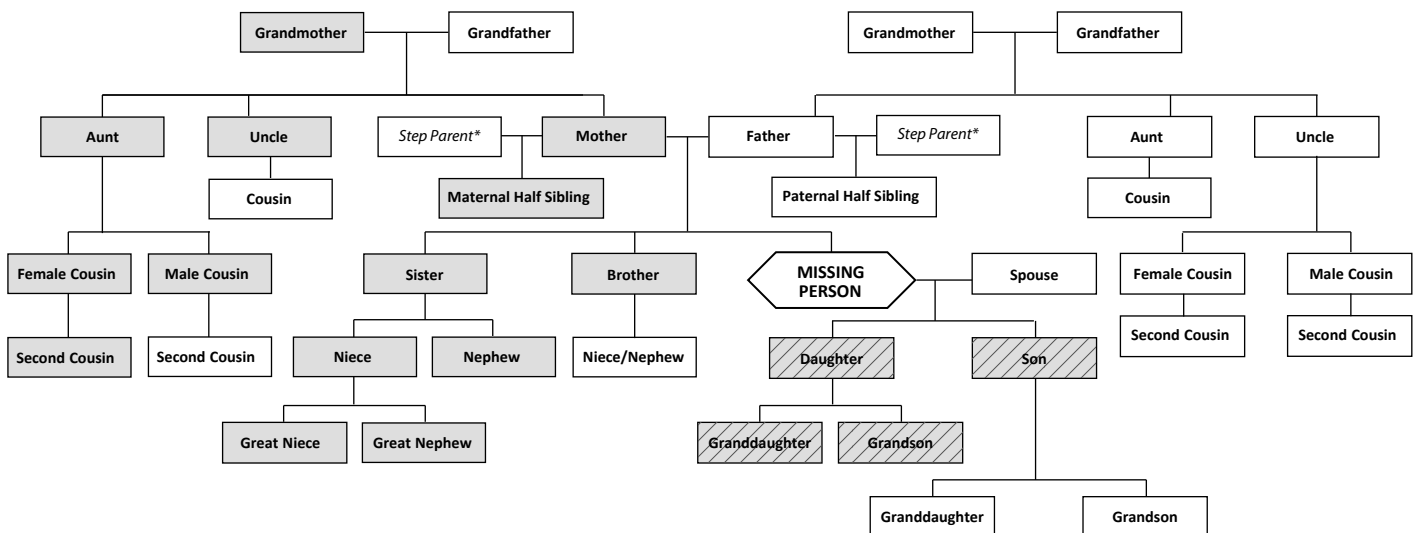 Grandmother
Grandfather
Grandmother
Grandfather
Aunt
Uncle
Step Parent*
Mother
Father
Step Parent*
Aunt
Uncle
Cousin
Maternal Half Sibling
Paternal Half Sibling
Cousin
Female Cousin
Male Cousin
Sister
Brother
MISSING
PERSON
Spouse
Female Cousin
Male Cousin
Second Cousin
Second Cousin
Niece
Nephew
Niece/Nephew
Daughter
Son
Second Cousin
Second Cousin
Great Niece
Great Nephew
Granddaughter
Grandson
Granddaughter
Grandson